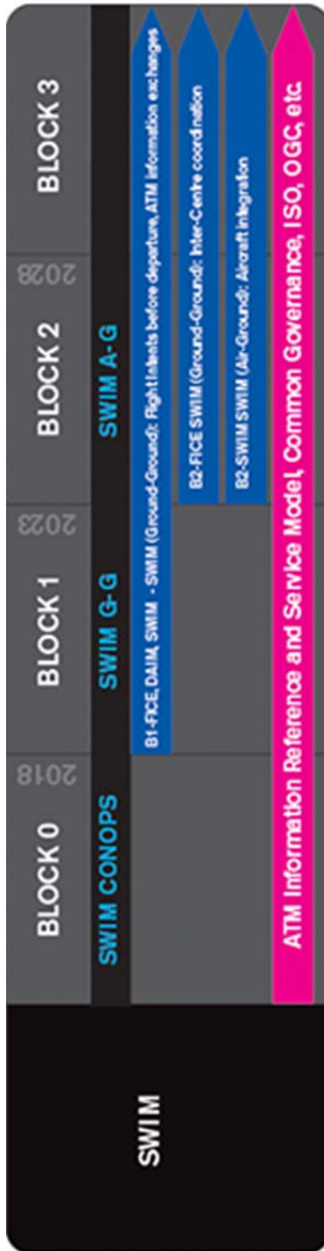 BLOCK 0
2018
BLOCK 1
2023
BLOCK 2
2028
BLOCK 3
SWIM
SWIM CONOPS
SWIM G-G
SWIM A-G
B1-FICE, DAIM, SWIM - SWIM (Ground-Ground): Flight intents before departure, ATM information exchanges
B2-FICE SWIM (Ground-Ground): Inter-Centre coordination
B2-SWIM SWIM (Air-Ground): Aircraft integration
ATM Information Reference and Service Model, Common Governance, ISO, OGC, etc.